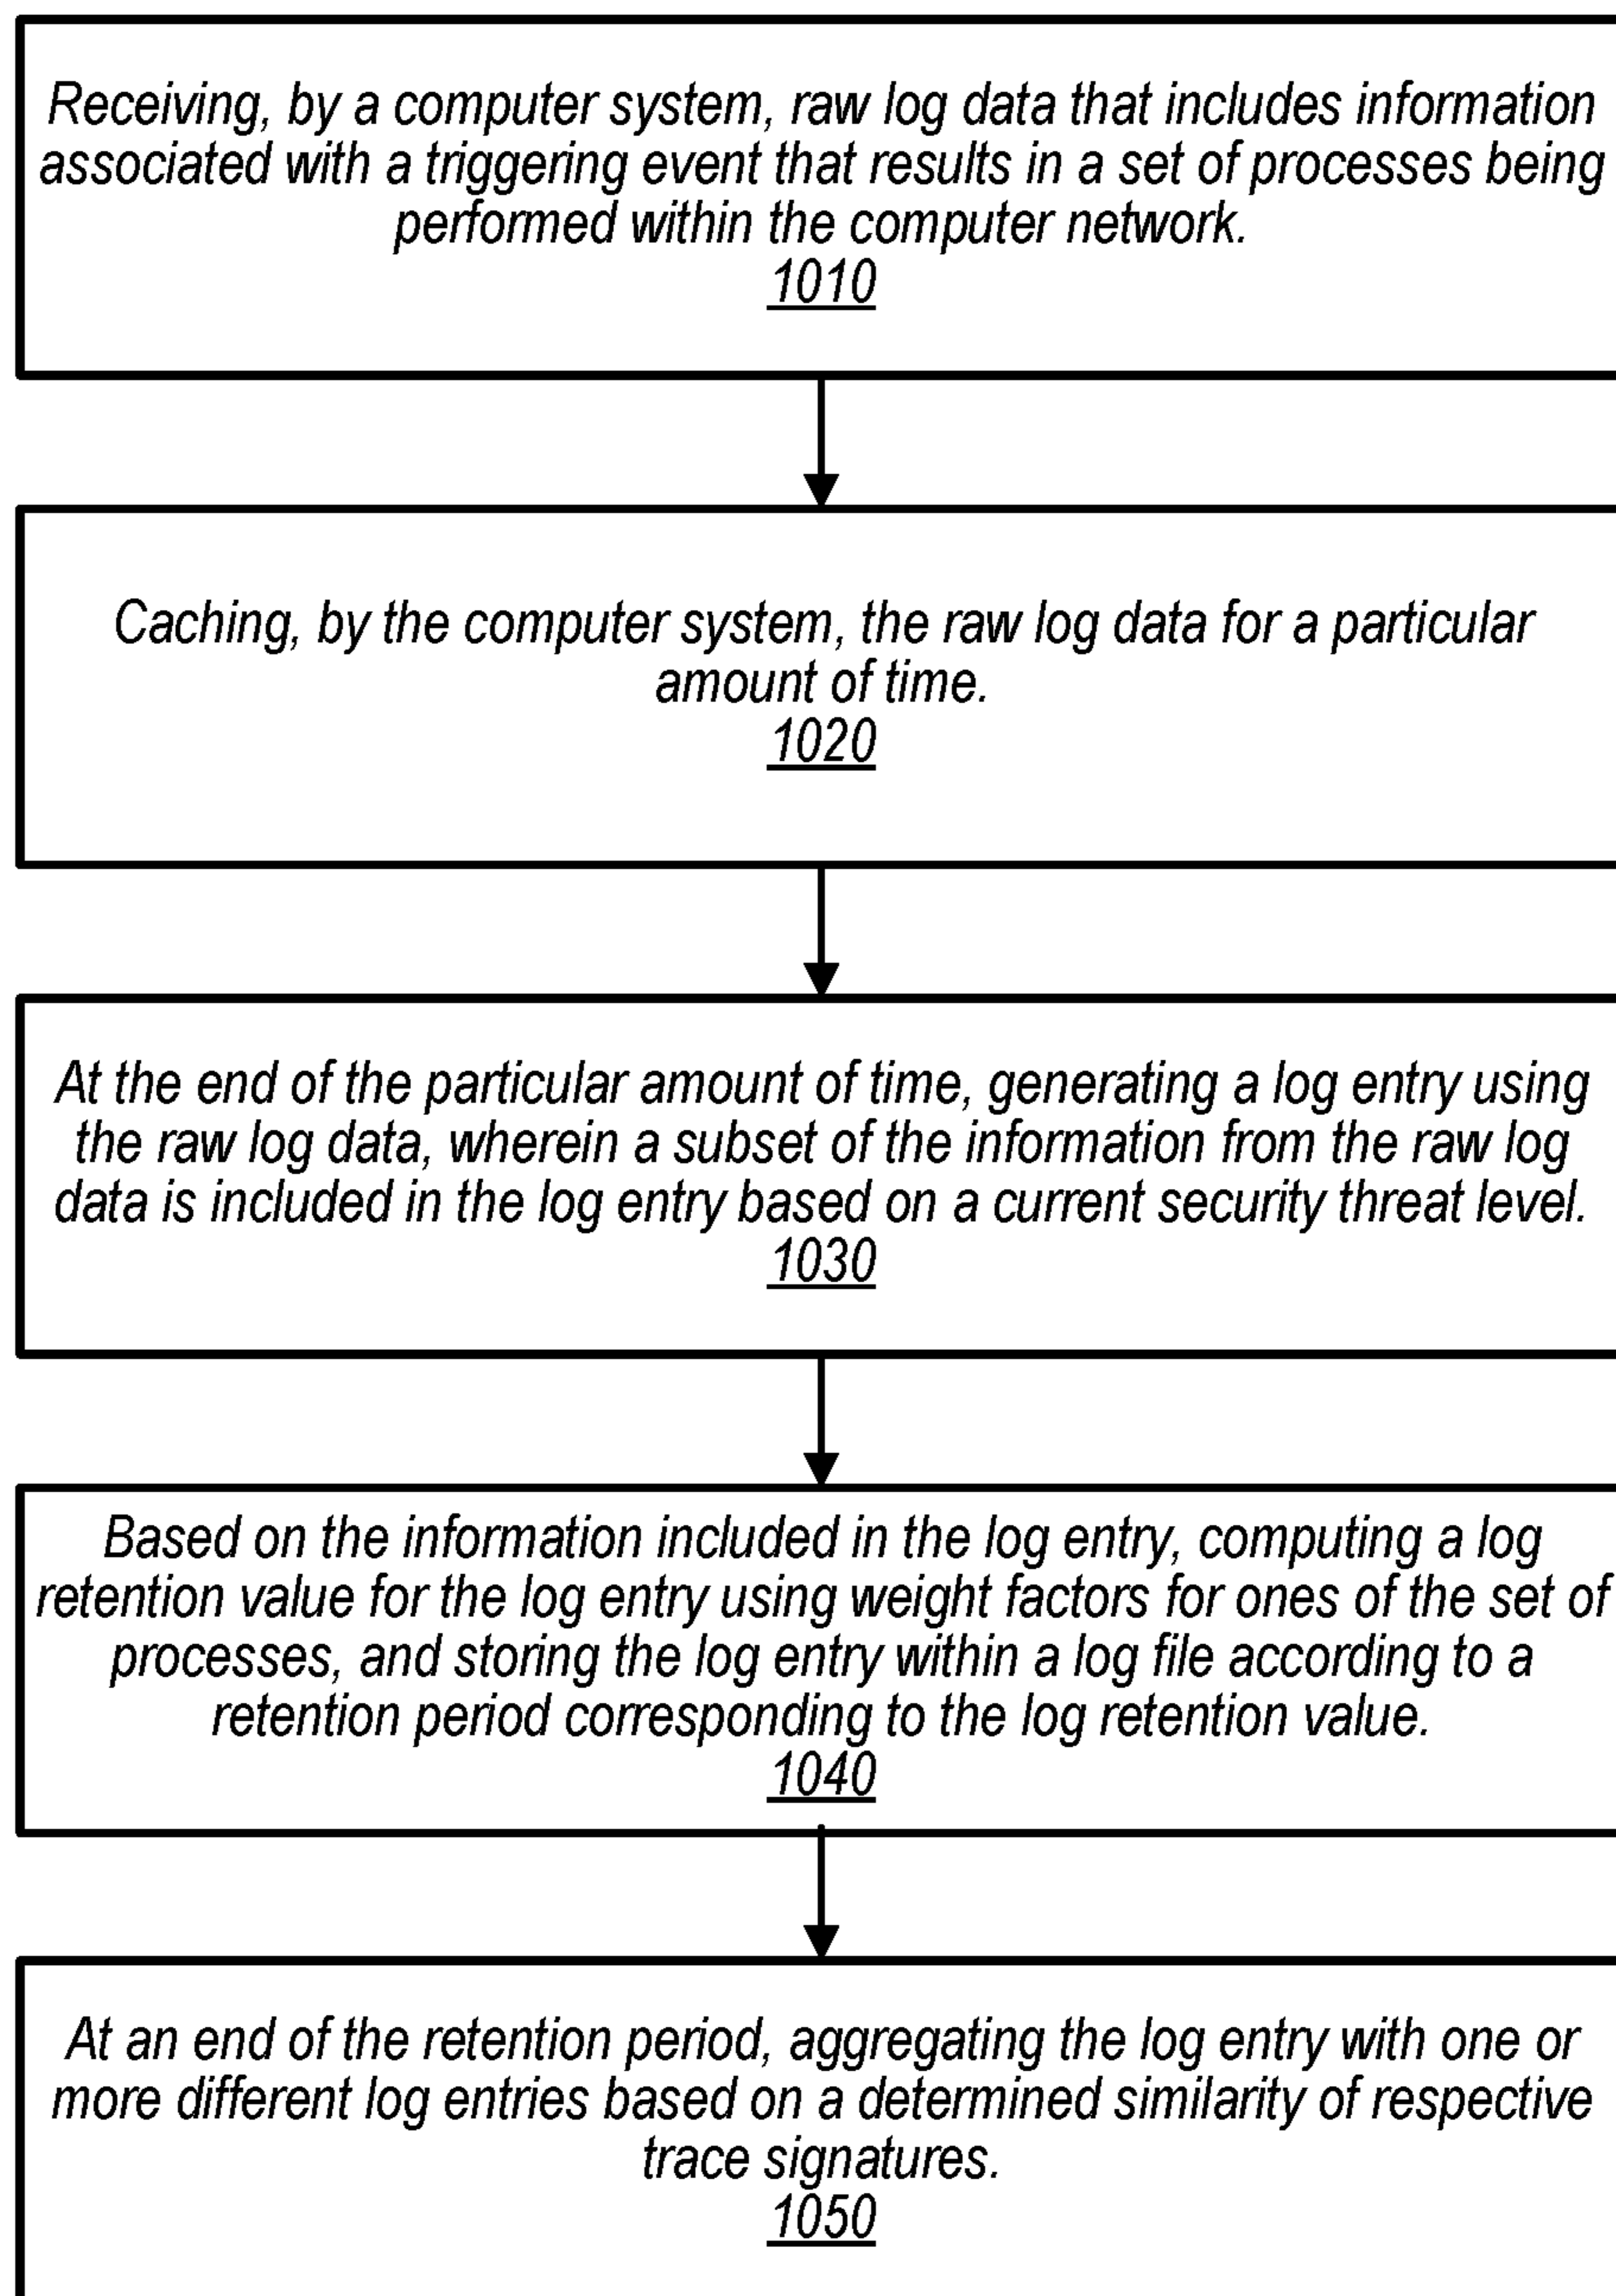 Receiving, by a computer system, raw log data that includes information
associated with a triggering event that results in a set of processes being
performed within the computer network.
1010
Caching, by the computer system, the raw log data for a particular
amount of time.
1020
At the end of the particular amount of time, generating a log entry using
the raw log data, wherein a subset of the information from the raw log
data is included in the log entry based on a current security threat level.
1030
Based on the information included in the log entry, computing a log
retention value for the log entry using weight factors for ones of the set of
processes, and storing the log entry within a log file according to a
retention period corresponding to the log retention value.
1040
At an end of the retention period, aggregating the log entry with one or
more different log entries based on a determined similarity of respective
trace signatures.
1050